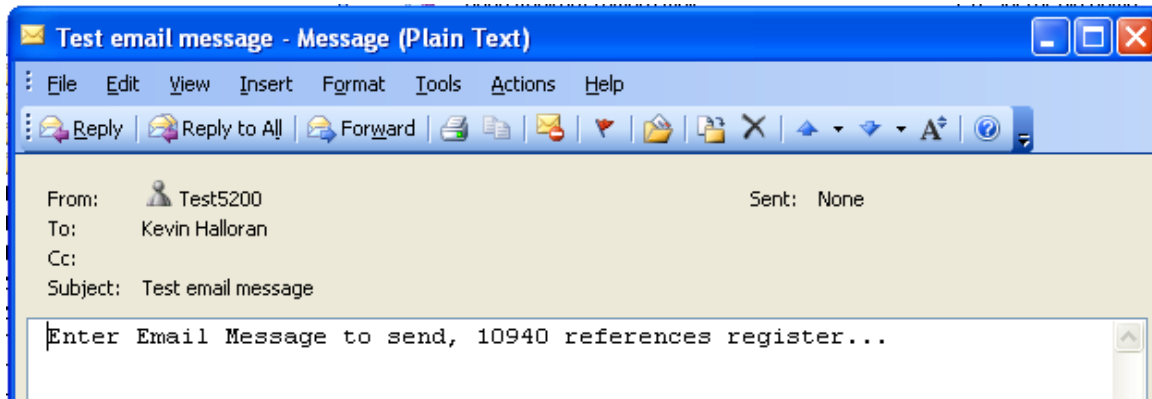 Test email message - Message (Plain Text)
File Edit View Insert Format Tools Actions Help
Reply Reply to All Forward A
From: Test5200 Sent: None
To: Kevin Halloran
Cc:
Subject: Test email message
Enter Email Message to send, 10940 references register...